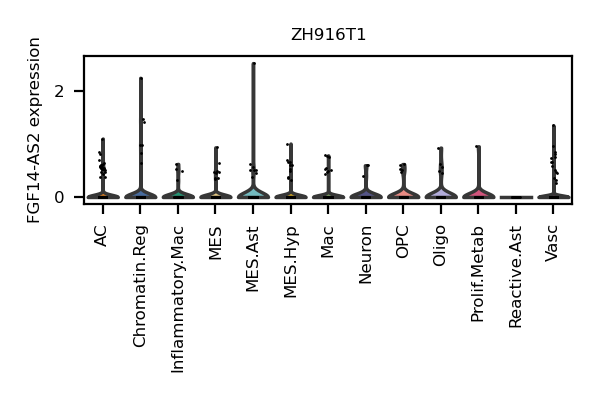 ZH916T1
FGF14-AS2 expression
2
0
AC
Chromatin.Reg
Inflammatory.Mac
MES
MES.Ast
MES.Hyp
Mac
Neuron
OPC
Oligo
Prolif.Metab
Reactive.Ast
Vasc